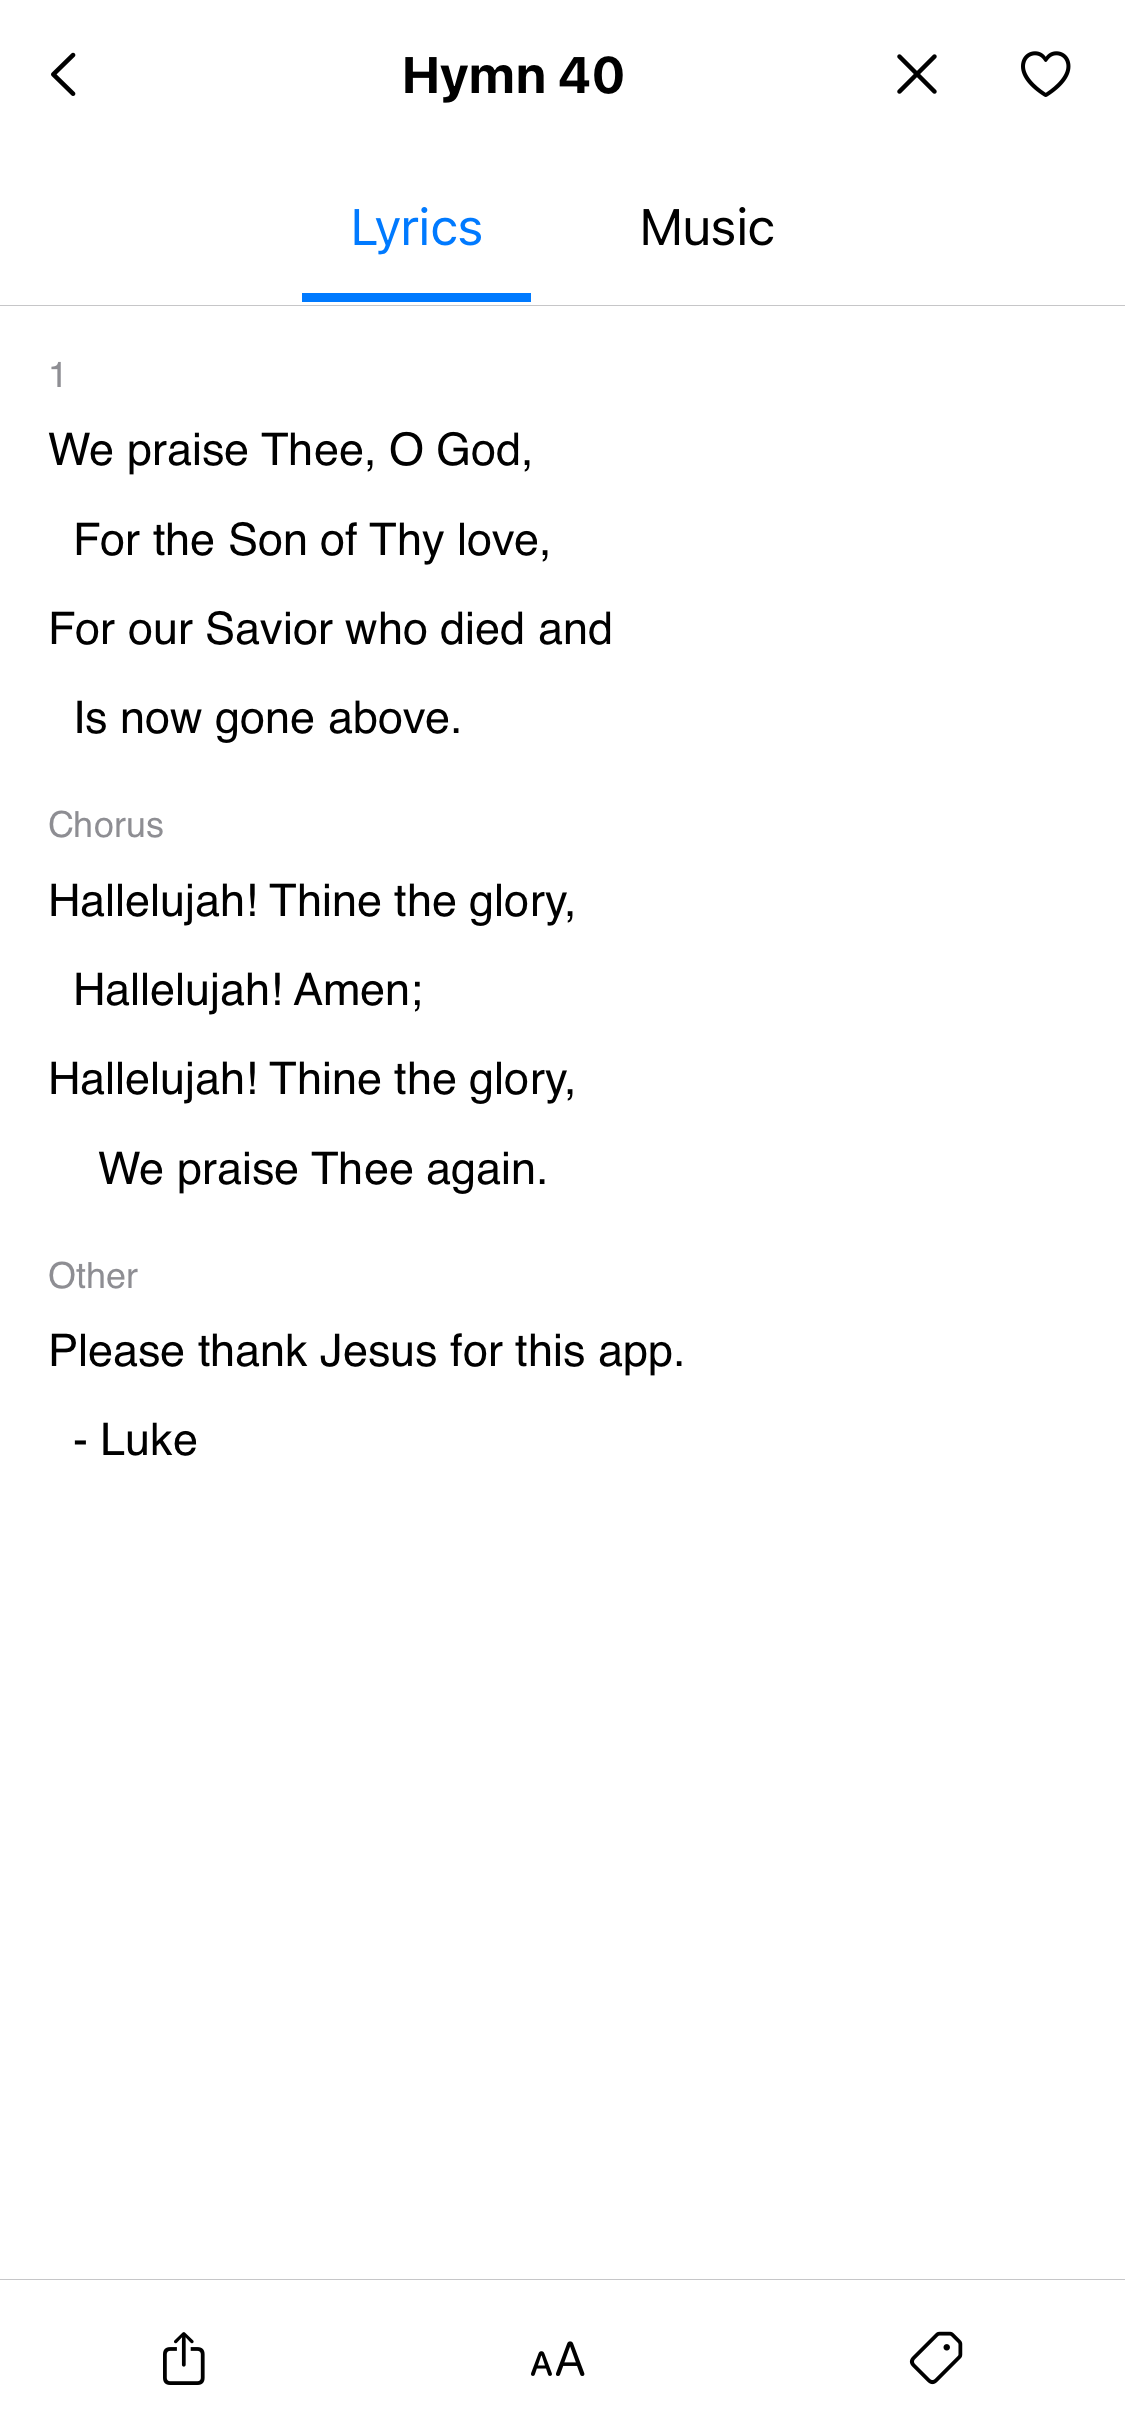 Hymn 40
Lyrics
Music
1
We praise Thee, O God,
For the Son of Thy love,
For our Savior who died and
Is now gone above.
Chorus
Hallelujah! Thine the glory,
Hallelujah! Amen;
Hallelujah! Thine the glory,
We praise Thee again.
Other
Please thank Jesus for this app.
- Luke
AA